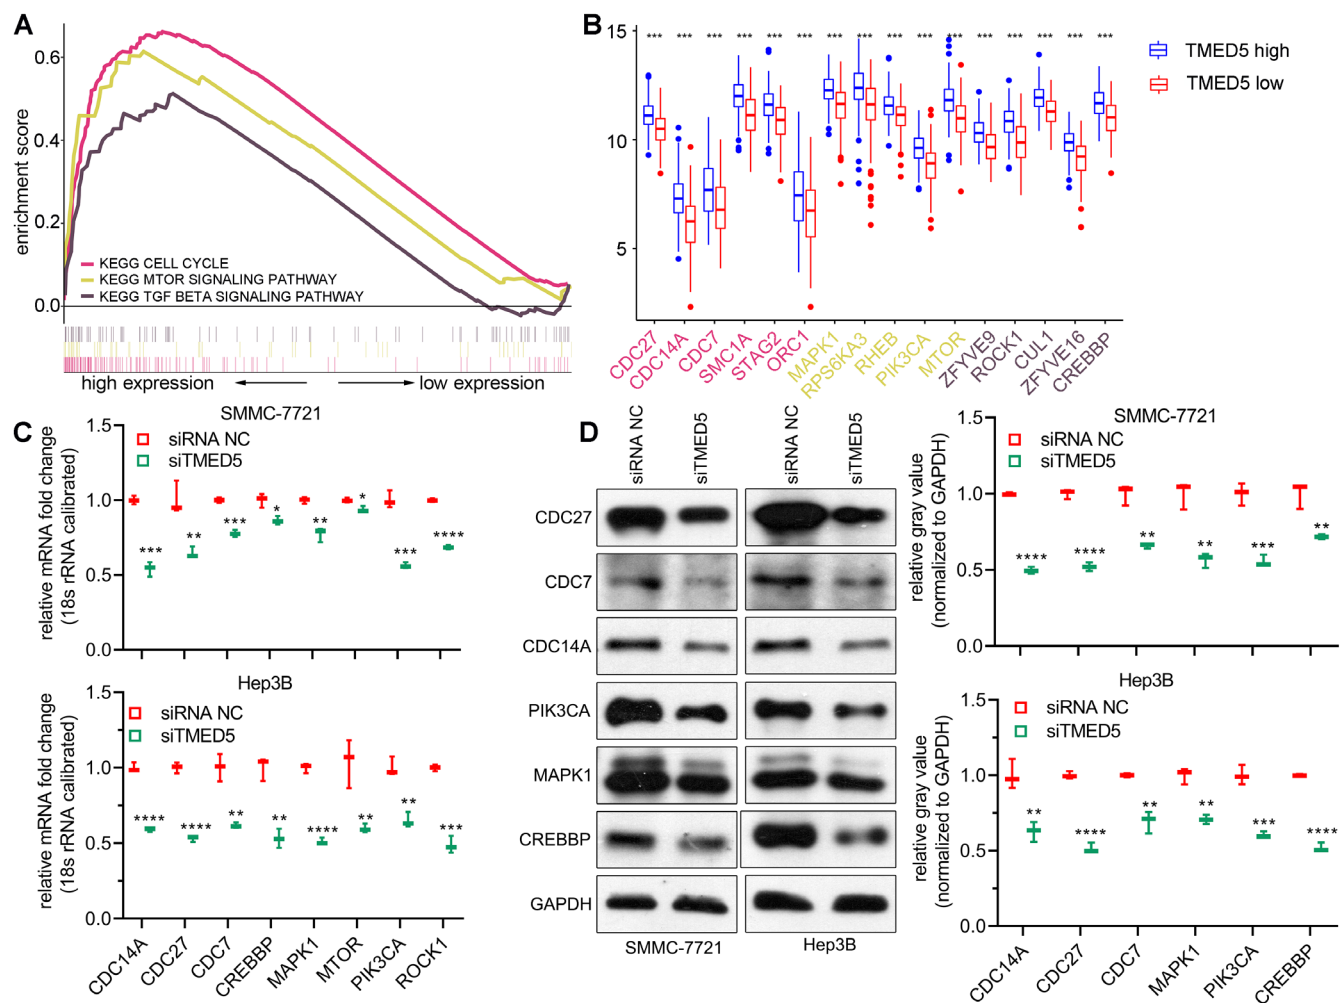 A
0.6
0.4
0.2
0.0
enrichment score
KEGG CELL CYCLE
KEGG MTOR SIGNALING PATHWAY
KEGG TGF BETA SIGNALING PATHWAY
high expression
low expression
B
15
10
5
*** *** *** *** *** *** *** *** *** *** *** *** *** *** *** ***
TMED5 high
TMED5 low
CDC27
CDC14A
CDC7
SMC1A
STAG2
ORC1
MAPK1
RPS6KA3
RHEB
PIK3CA
MTOR
ZFYVE9
ROCK1
CUL1
ZFYVE16
CREBBP
C
SMMC-7721
relative mRNA fold change
(18s rRNA calibrated)
1.5
1.0
0.5
0.0
siRNA NC
siTMED5
*** ** *** * ** * *** ****
Hep3B
relative mRNA fold change
(18s rRNA calibrated)
1.5
1.0
0.5
0.0
siRNA NC
siTMED5
**** **** ** ** **** ** ** ***
CDC14A
CDC27
CDC7
CREBBP
MAPK1
MTOR
PIK3CA
ROCK1
D
siRNA NC
siTMED5
siRNA NC
siTMED5
CDC27
CDC7
CDC14A
PIK3CA
MAPK1
CREBBP
GAPDH
SMMC-7721
Hep3B
SMMC-7721
relative gray value
(normalized to GAPDH)
1.5
1.0
0.5
0.0
siRNA NC
siTMED5
**** **** ** ** *** **
Hep3B
relative gray value
(normalized to GAPDH)
1.5
1.0
0.5
0.0
siRNA NC
siTMED5
** **** ** ** *** ****
CDC14A
CDC27
CDC7
MAPK1
PIK3CA
CREBBP